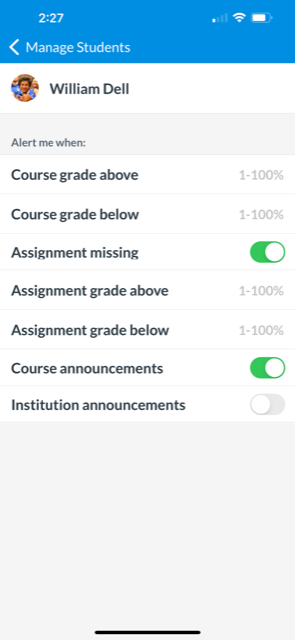 2:27
Manage Students
William Dell
Alert me when:
Course grade above 1-100%
Course grade below 1-100%
Assignment missing
Assignment grade above 1-100%
Assignment grade below 1-100%
Course announcements
Institution announcements